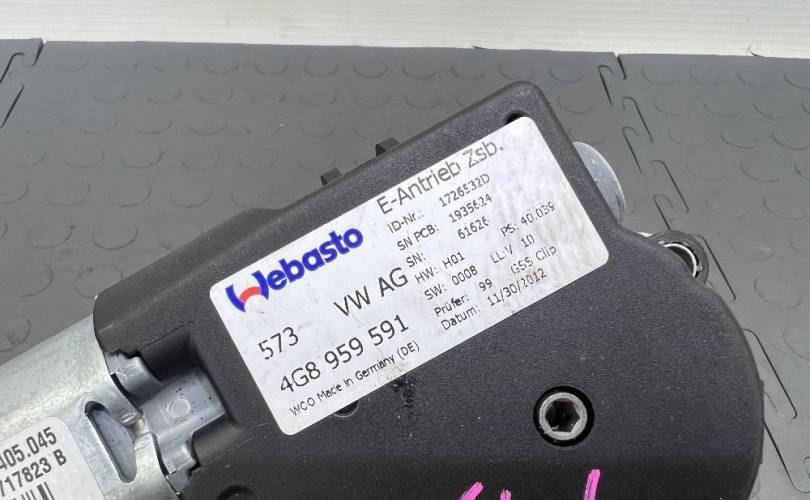 Webasto
E-Antrieb Zsb.
ID-Nr.: 1726532D
SN PCB: 1935624
SN: 61626
573 VW AG HW: H01 PS: 40.039
SW: 0008 LL:V 10
4G8 959 591 Prüfer: 99 GSS Clip
WC-O Made in Germany (DE) Datum: 11/30/2012
405.045
717823 B